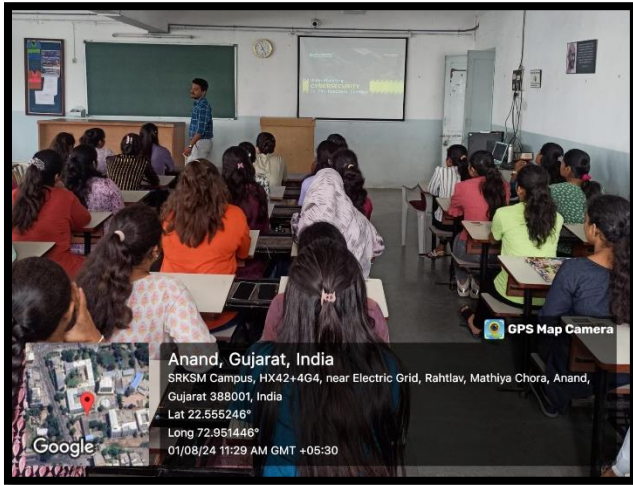 CYBERSECURITY
GPS Map Camera
Anand, Gujarat, India
SRKSM Campus, HX42+4G4, near Electric Grid, Rahtlav, Mathiya Chora, Anand,
Gujarat 388001, India
Lat 22.555246°
Long 72.951446°
01/08/24 11:29 AM GMT +05:30
Google